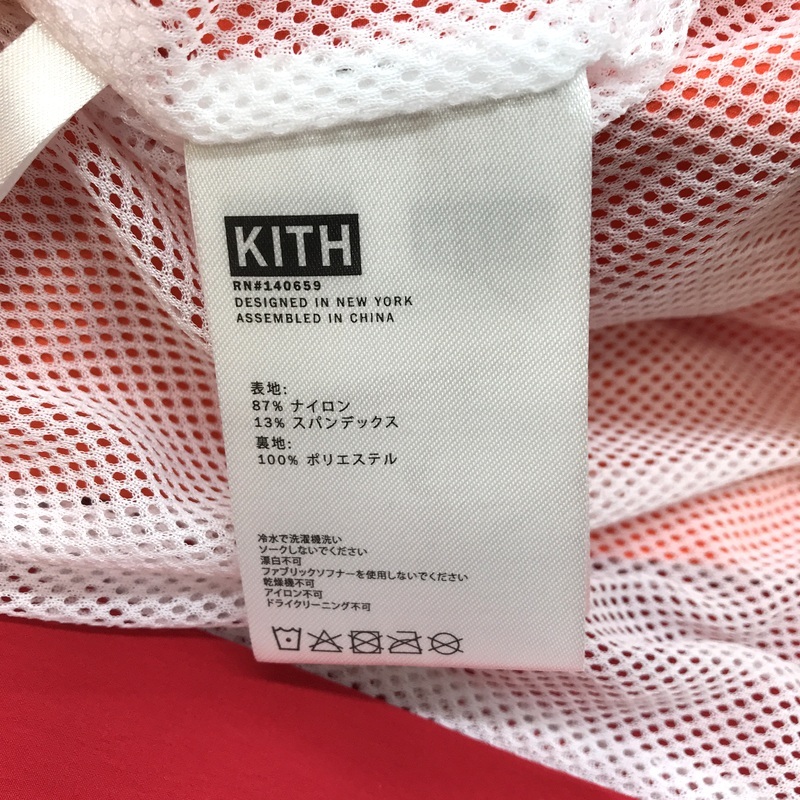 KITH
RN#140659
DESIGNED IN NEW YORK
ASSEMBLED IN CHINA
表地:
87% ナイロン
13% スパンデックス
裏地:
100% ポリエステル
冷水で洗濯機洗い
ソークしないでください
漂白不可
ファブリックソフナーを使用しないでください
乾燥機不可
アイロン不可
ドライクリーニング不可